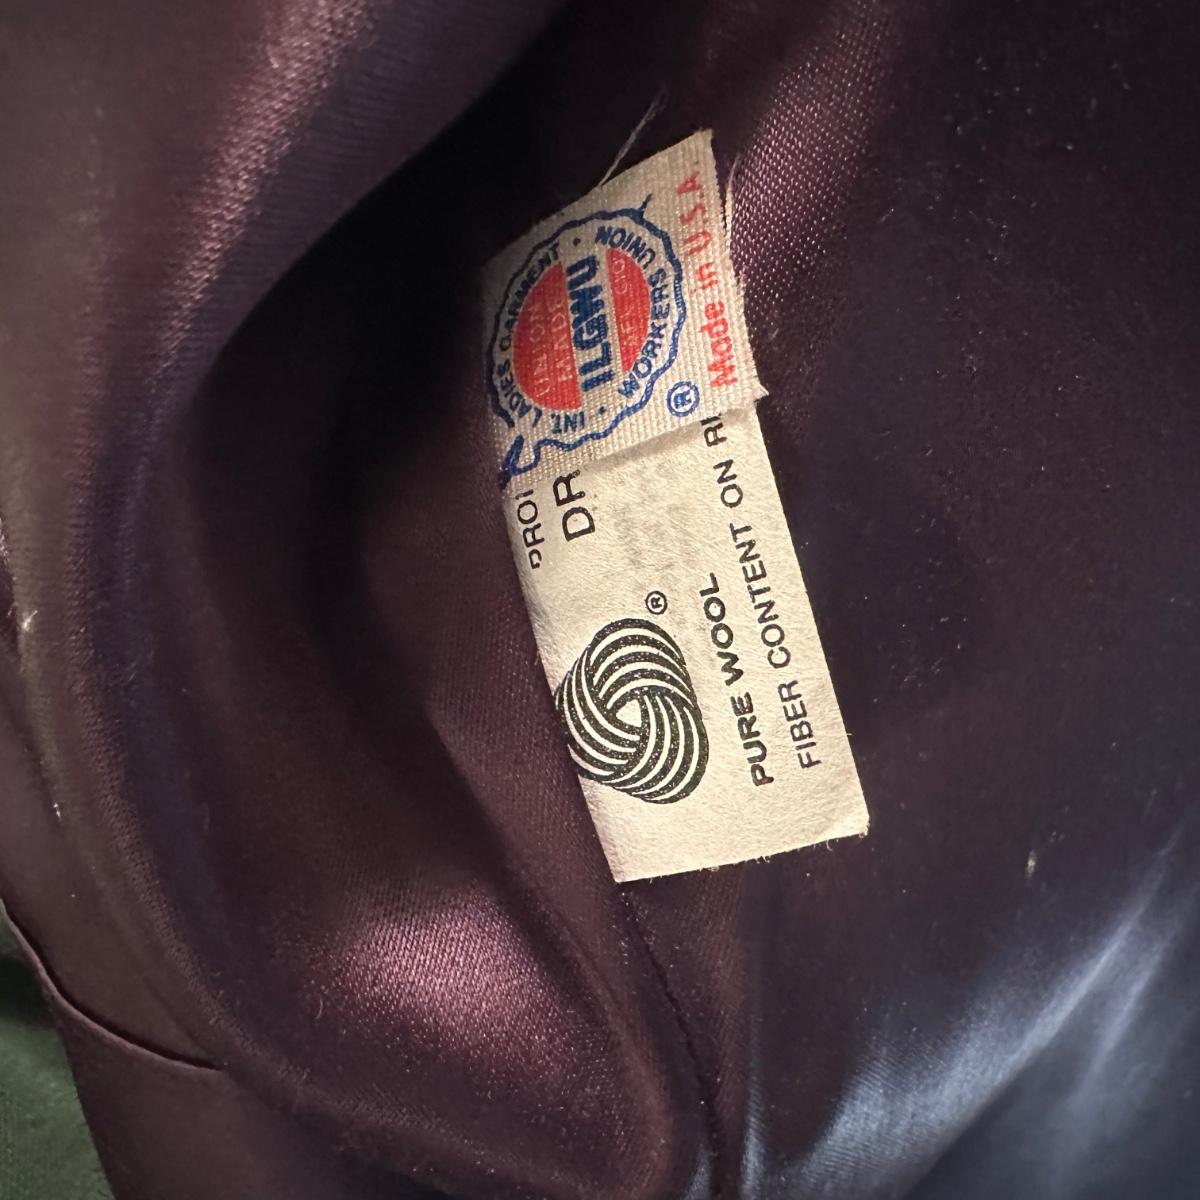 INT. LADIES GARMENT · WORKERS UNION ·
UNION
MADE
ILGWU
®
Made in U.S.A.
DR
®
PURE WOOL
FIBER CONTENT ON